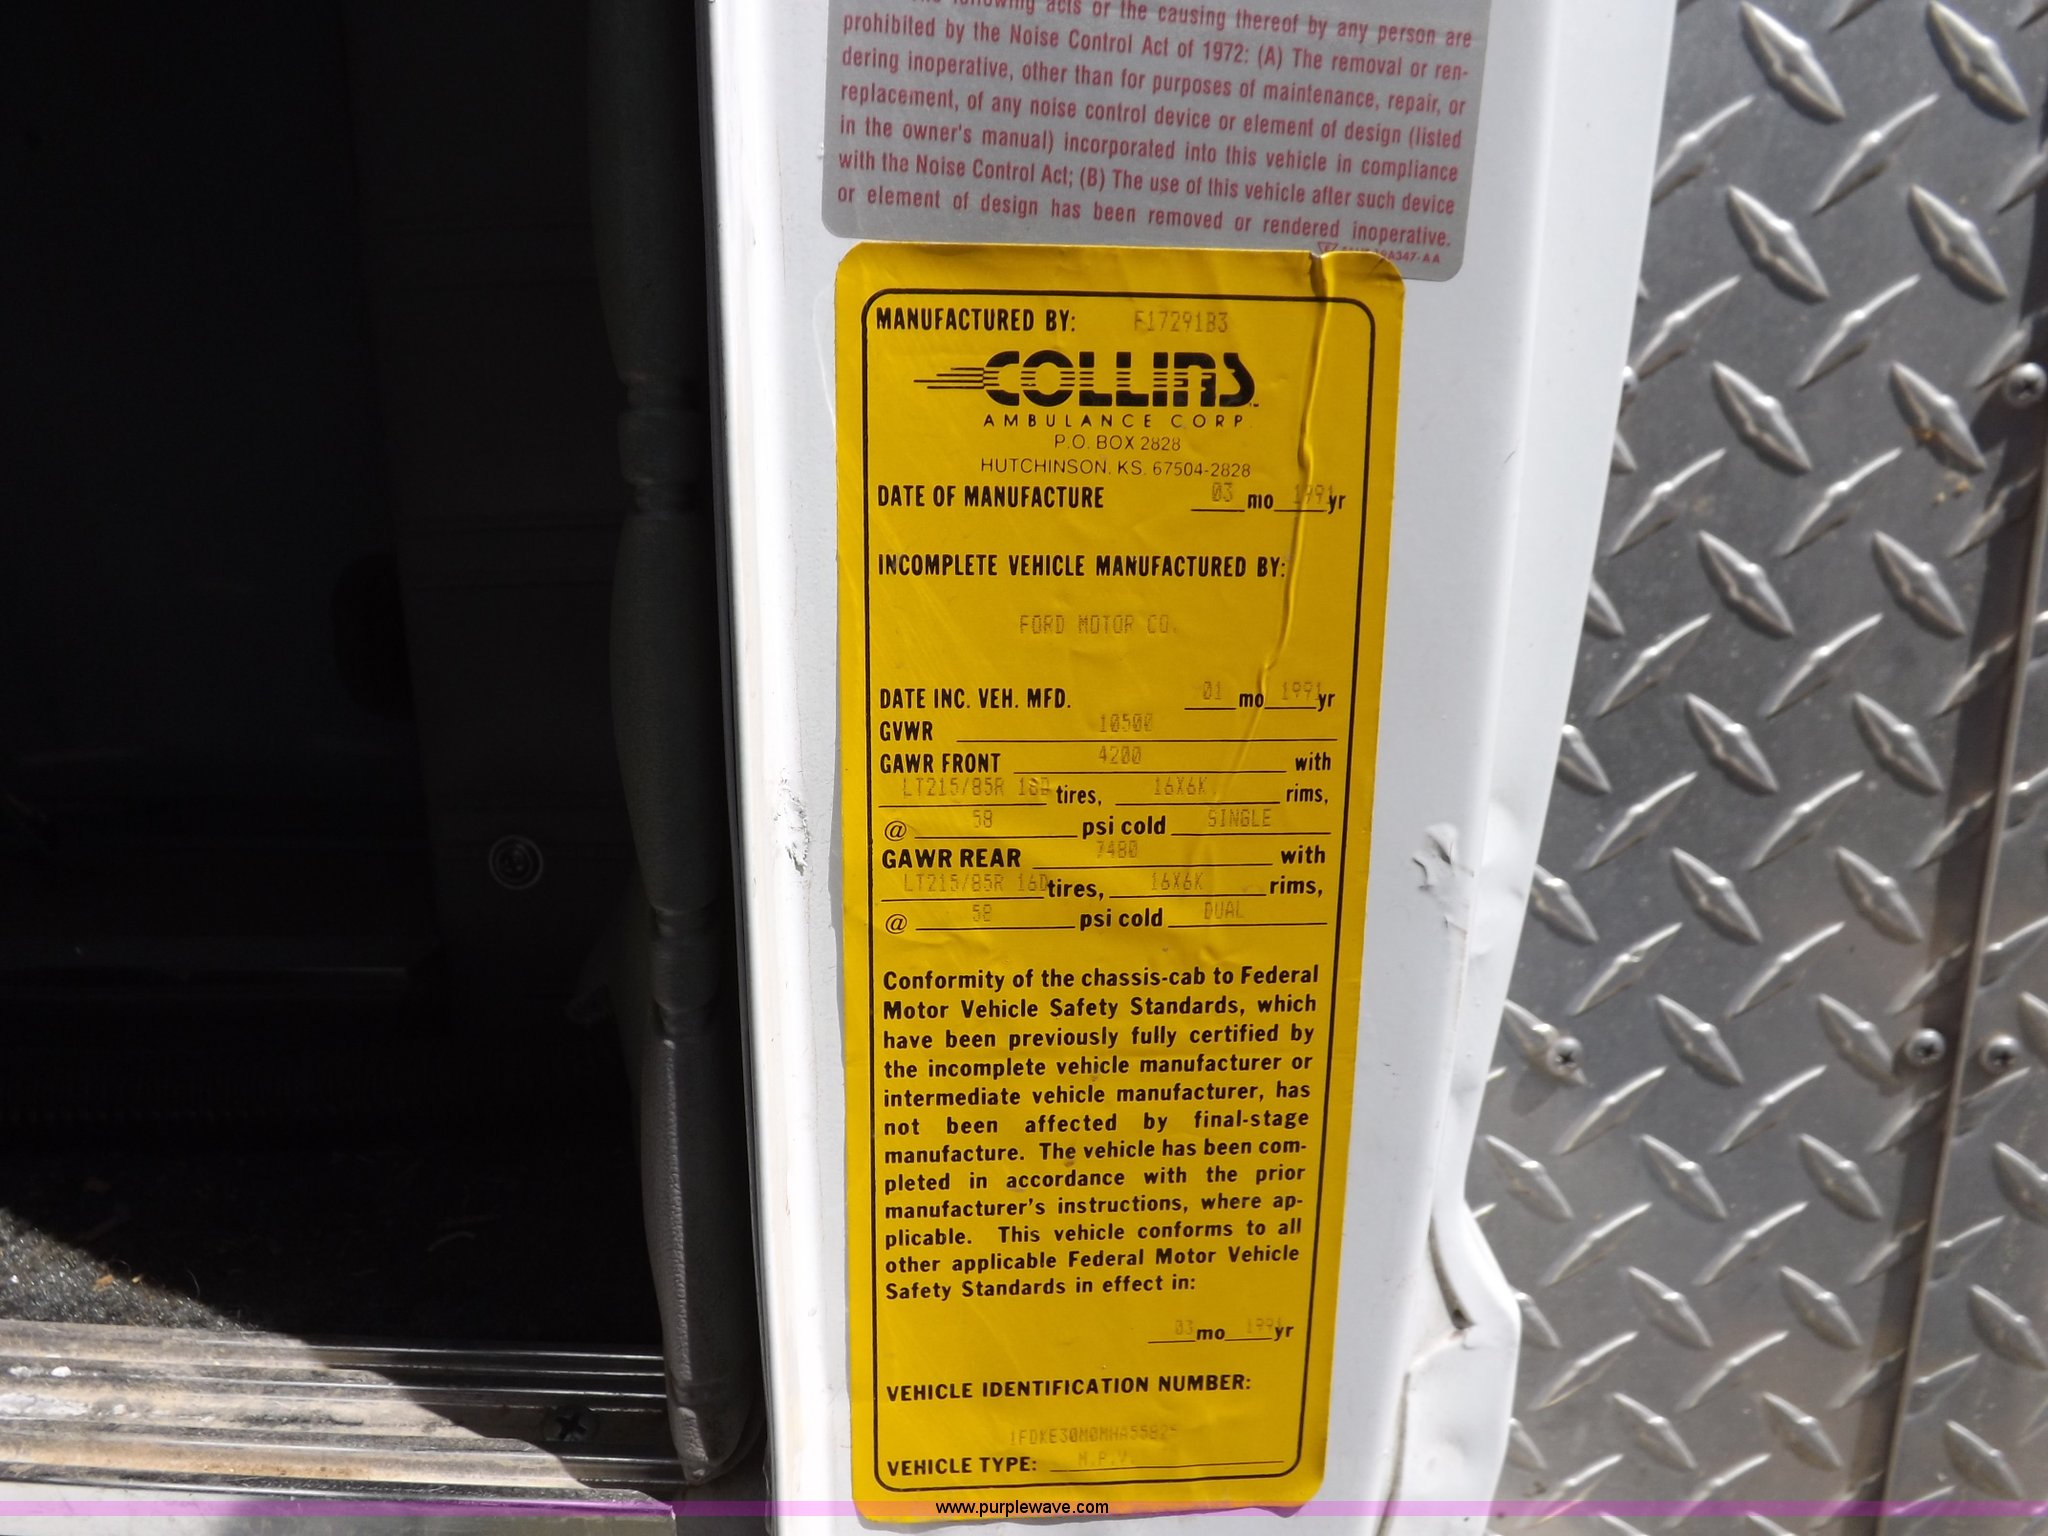 The following acts or the causing thereof by any person are
prohibited by the Noise Control Act of 1972: (A) The removal or ren-
dering inoperative, other than for purposes of maintenance, repair, or
replacement, of any noise control device or element of design (listed
in the owner's manual) incorporated into this vehicle in compliance
with the Noise Control Act; (B) The use of this vehicle after such device
or element of design has been removed or rendered inoperative.
MANUFACTURED BY: F17291B3
COLLINS
AMBULANCE CORP.
P.O. BOX 2828
HUTCHINSON, KS. 67504-2828
DATE OF MANUFACTURE 03 mo 1991 yr
INCOMPLETE VEHICLE MANUFACTURED BY:
FORD MOTOR CO.
DATE INC. VEH. MFD. 01 mo 1991 yr
GVWR 10500
GAWR FRONT 4200 with
LT215/85R 16D tires, 16X6K rims,
@ 58 psi cold SINGLE
GAWR REAR 7480 with
LT215/85R 16D tires, 16X6K rims,
@ 58 psi cold DUAL
Conformity of the chassis-cab to Federal
Motor Vehicle Safety Standards, which
have been previously fully certified by
the incomplete vehicle manufacturer or
intermediate vehicle manufacturer, has
not been affected by final-stage
manufacture. The vehicle has been com-
pleted in accordance with the prior
manufacturer's instructions, where ap-
plicable. This vehicle conforms to all
other applicable Federal Motor Vehicle
Safety Standards in effect in:
03 mo 1991 yr
VEHICLE IDENTIFICATION NUMBER:
VEHICLE TYPE: M.P.V.
www.purplewave.com